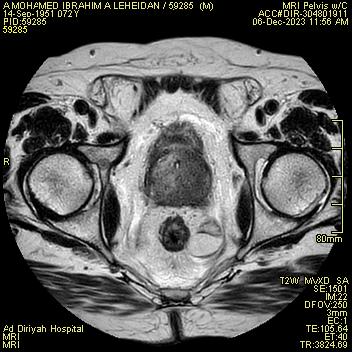 A MOHAMED IBRAHIM A LEHEIDAN / 59285 (M)
14-Sep-1951 072Y
PID:59285
59285
MRI Pelvis w/C
ACC#DIR-304801911
06-Dec-2023 11:56 AM
R
80mm
T2W_MVXD_SA
SE:1501
IM:22
DFOV:250
3mm
EC:1
TE:105.64
ET:40
TR:3824.69
Ad Diriyah Hospital
MRI
MRI